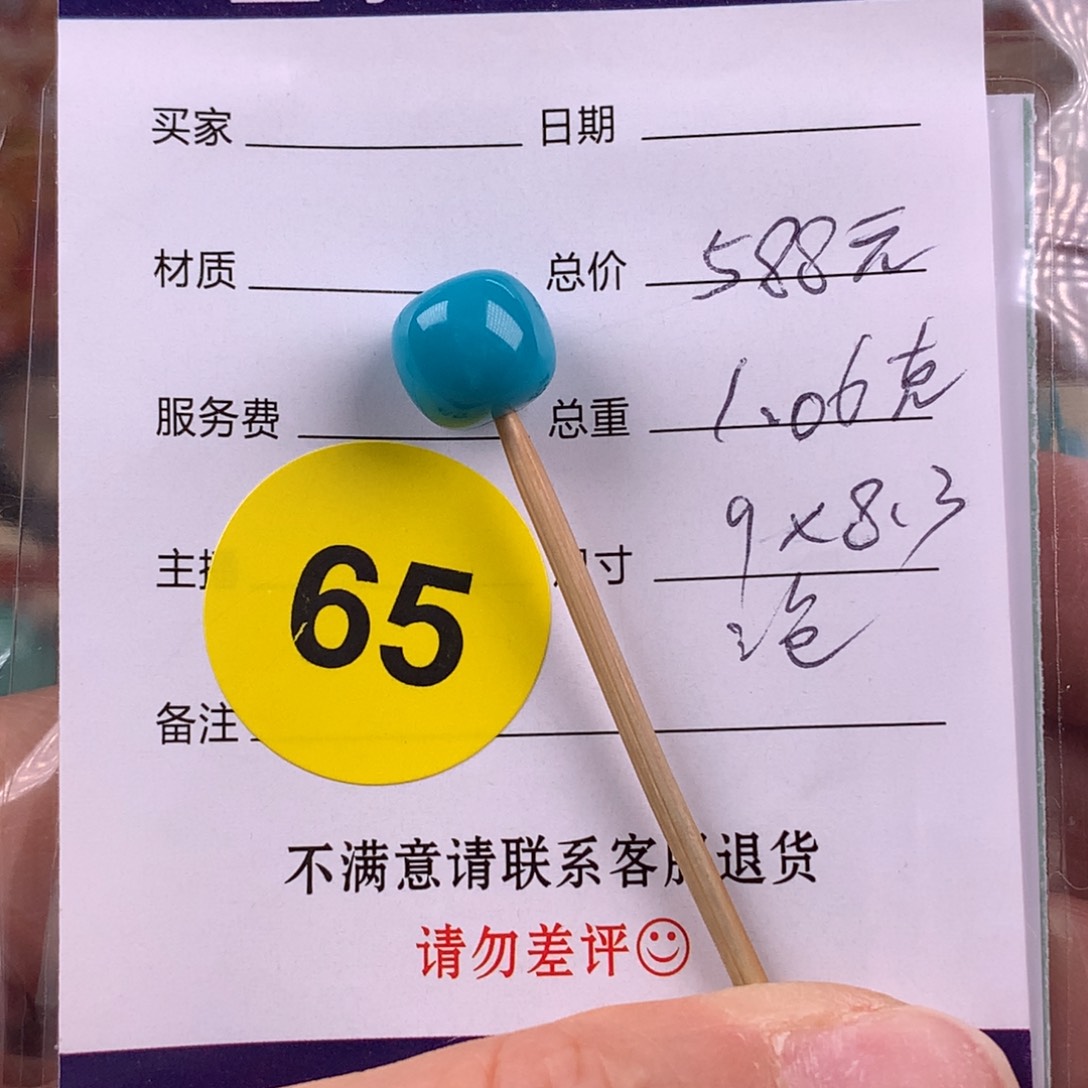 买家 日期
材质 总价 588元
服务费 总重 1.06克
主 寸 9×8.3
65
泡
备注
不满意请联系客服退货
请勿差评